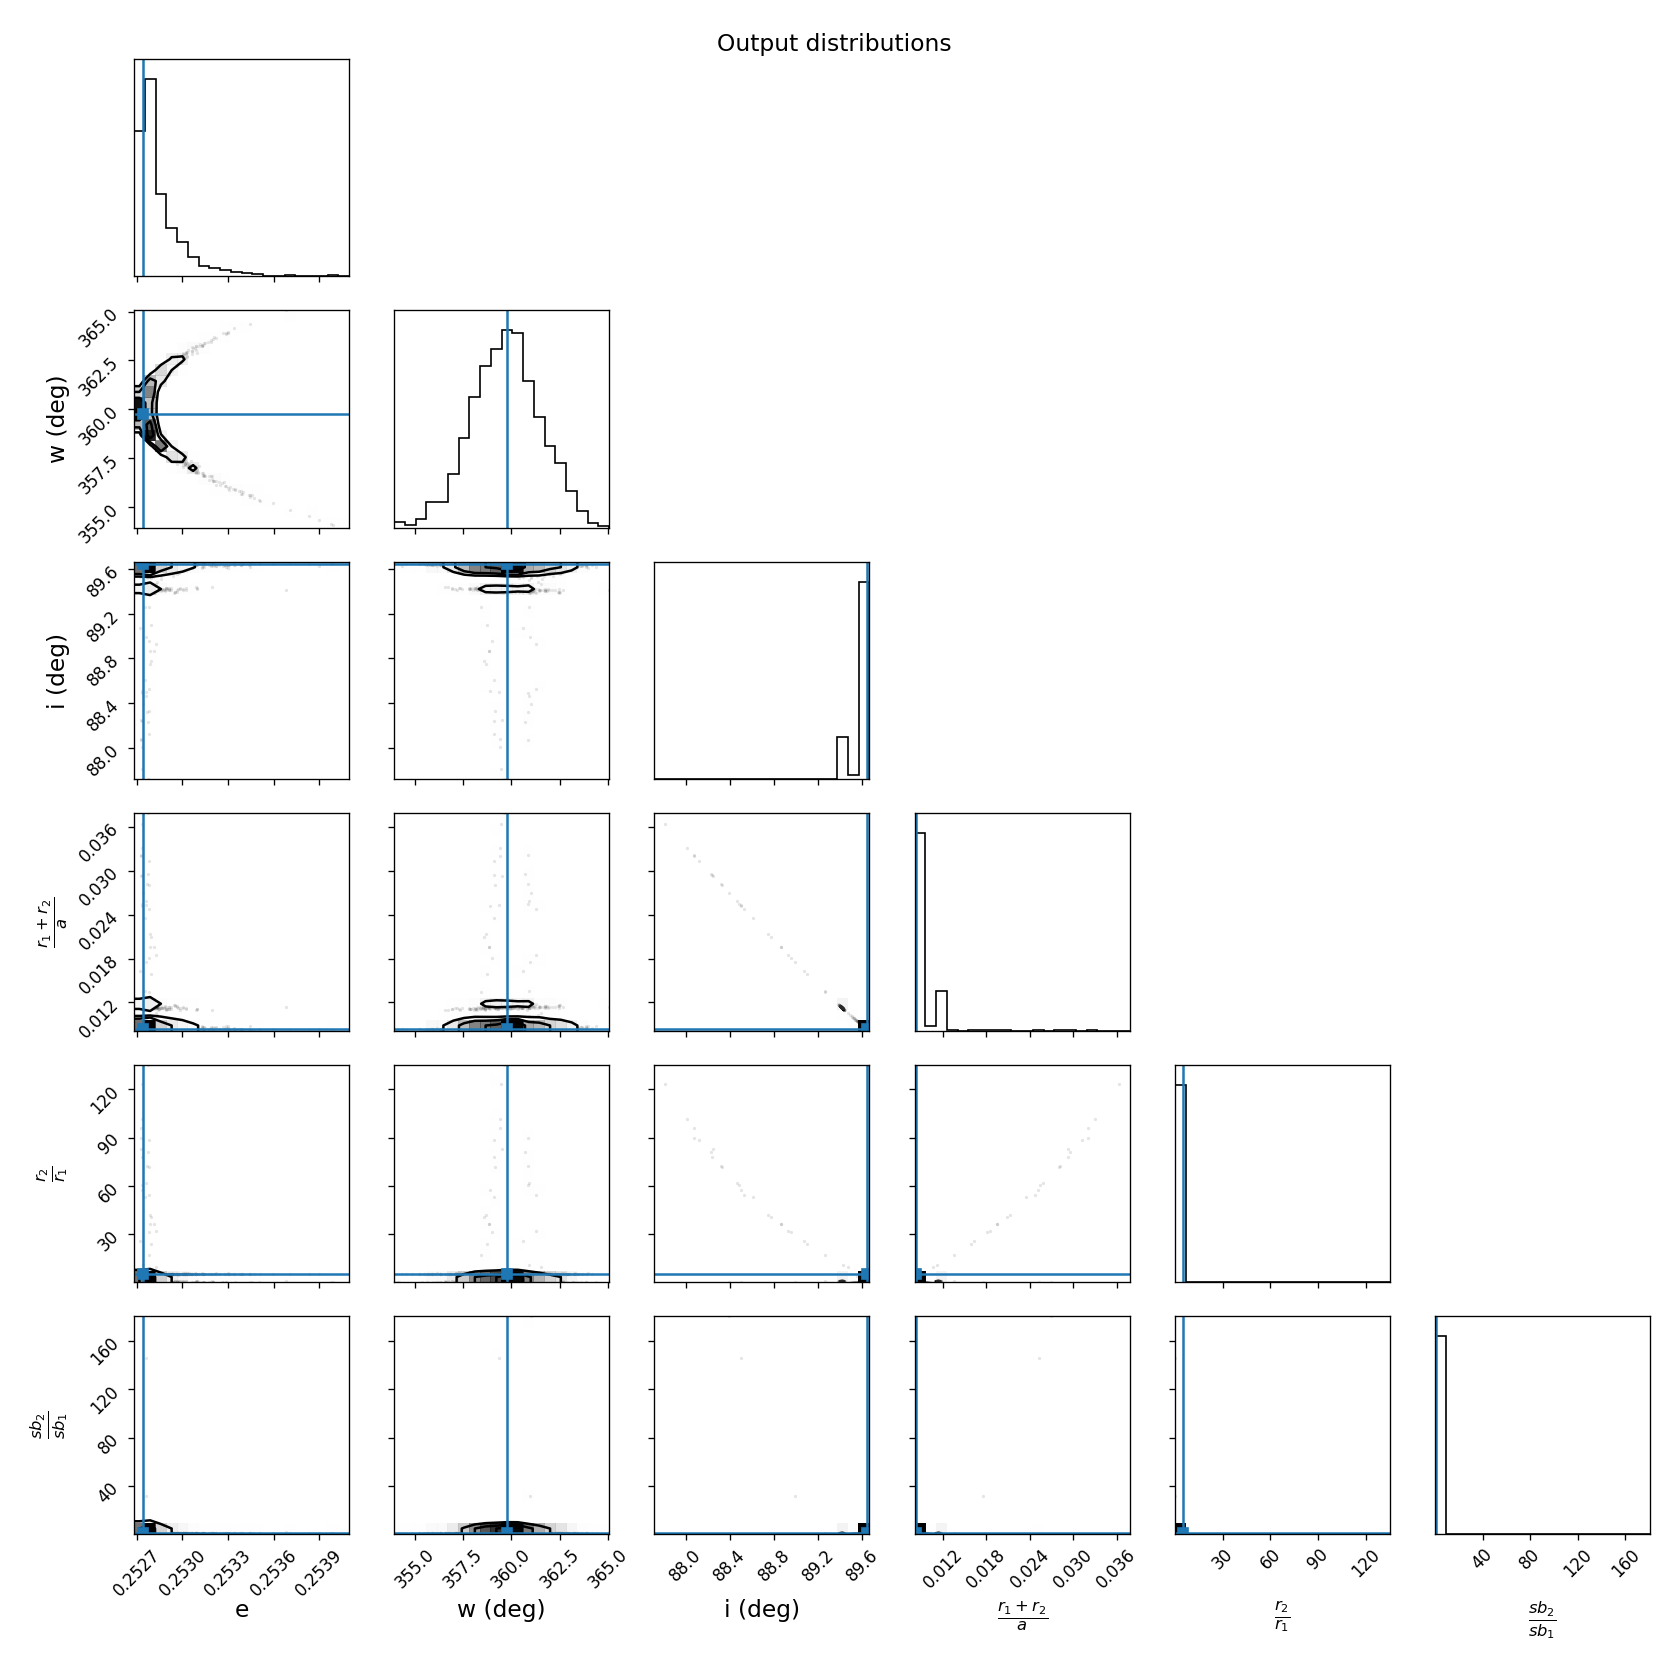 Output distributions
365.0
362.5
360.0
357.5
355.0
w (deg)
89.6
89.2
88.8
88.4
88.0
i (deg)
0.036
0.030
0.024
0.018
0.012
r₁ + r₂
a
120
90
60
30
r₂
r₁
160
120
80
40
sb₂
sb₁
0.2527 0.2530 0.2533 0.2536 0.2539
e
355.0 357.5 360.0 362.5 365.0
w (deg)
88.0 88.4 88.8 89.2 89.6
i (deg)
0.012 0.018 0.024 0.030 0.036
r₁ + r₂
a
30 60 90 120
r₂
r₁
40 80 120 160
sb₂
sb₁